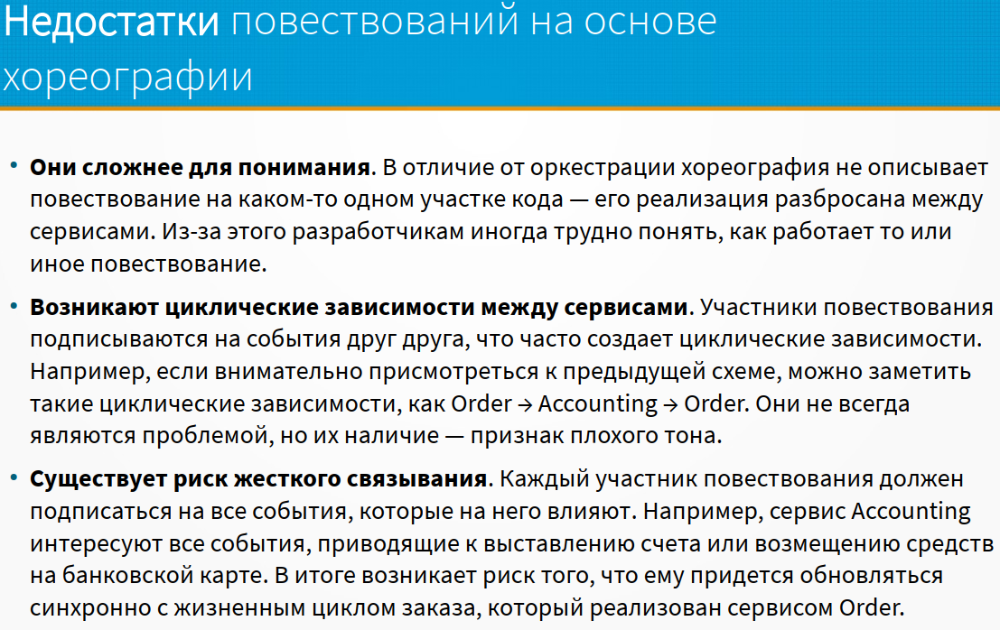 Недостатки повествований на основе
хореографии
• Они сложнее для понимания. В отличие от оркестрации хореография не описывает
повествование на каком-то одном участке кода — его реализация разбросана между
сервисами. Из-за этого разработчикам иногда трудно понять, как работает то или
иное повествование.
• Возникают циклические зависимости между сервисами. Участники повествования
подписываются на события друг друга, что часто создает циклические зависимости.
Например, если внимательно присмотреться к предыдущей схеме, можно заметить
такие циклические зависимости, как Order → Accounting → Order. Они не всегда
являются проблемой, но их наличие — признак плохого тона.
• Существует риск жесткого связывания. Каждый участник повествования должен
подписаться на все события, которые на него влияют. Например, сервис Accounting
интересуют все события, приводящие к выставлению счета или возмещению средств
на банковской карте. В итоге возникает риск того, что ему придется обновляться
синхронно с жизненным циклом заказа, который реализован сервисом Order.